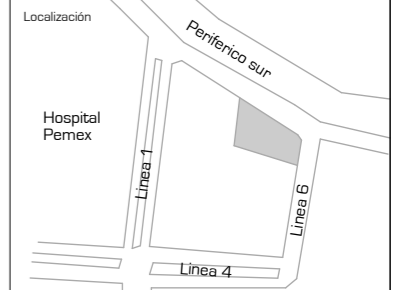 Localización
Periferico sur
Hospital
Pemex
Linea 1
Linea 6
Linea 4